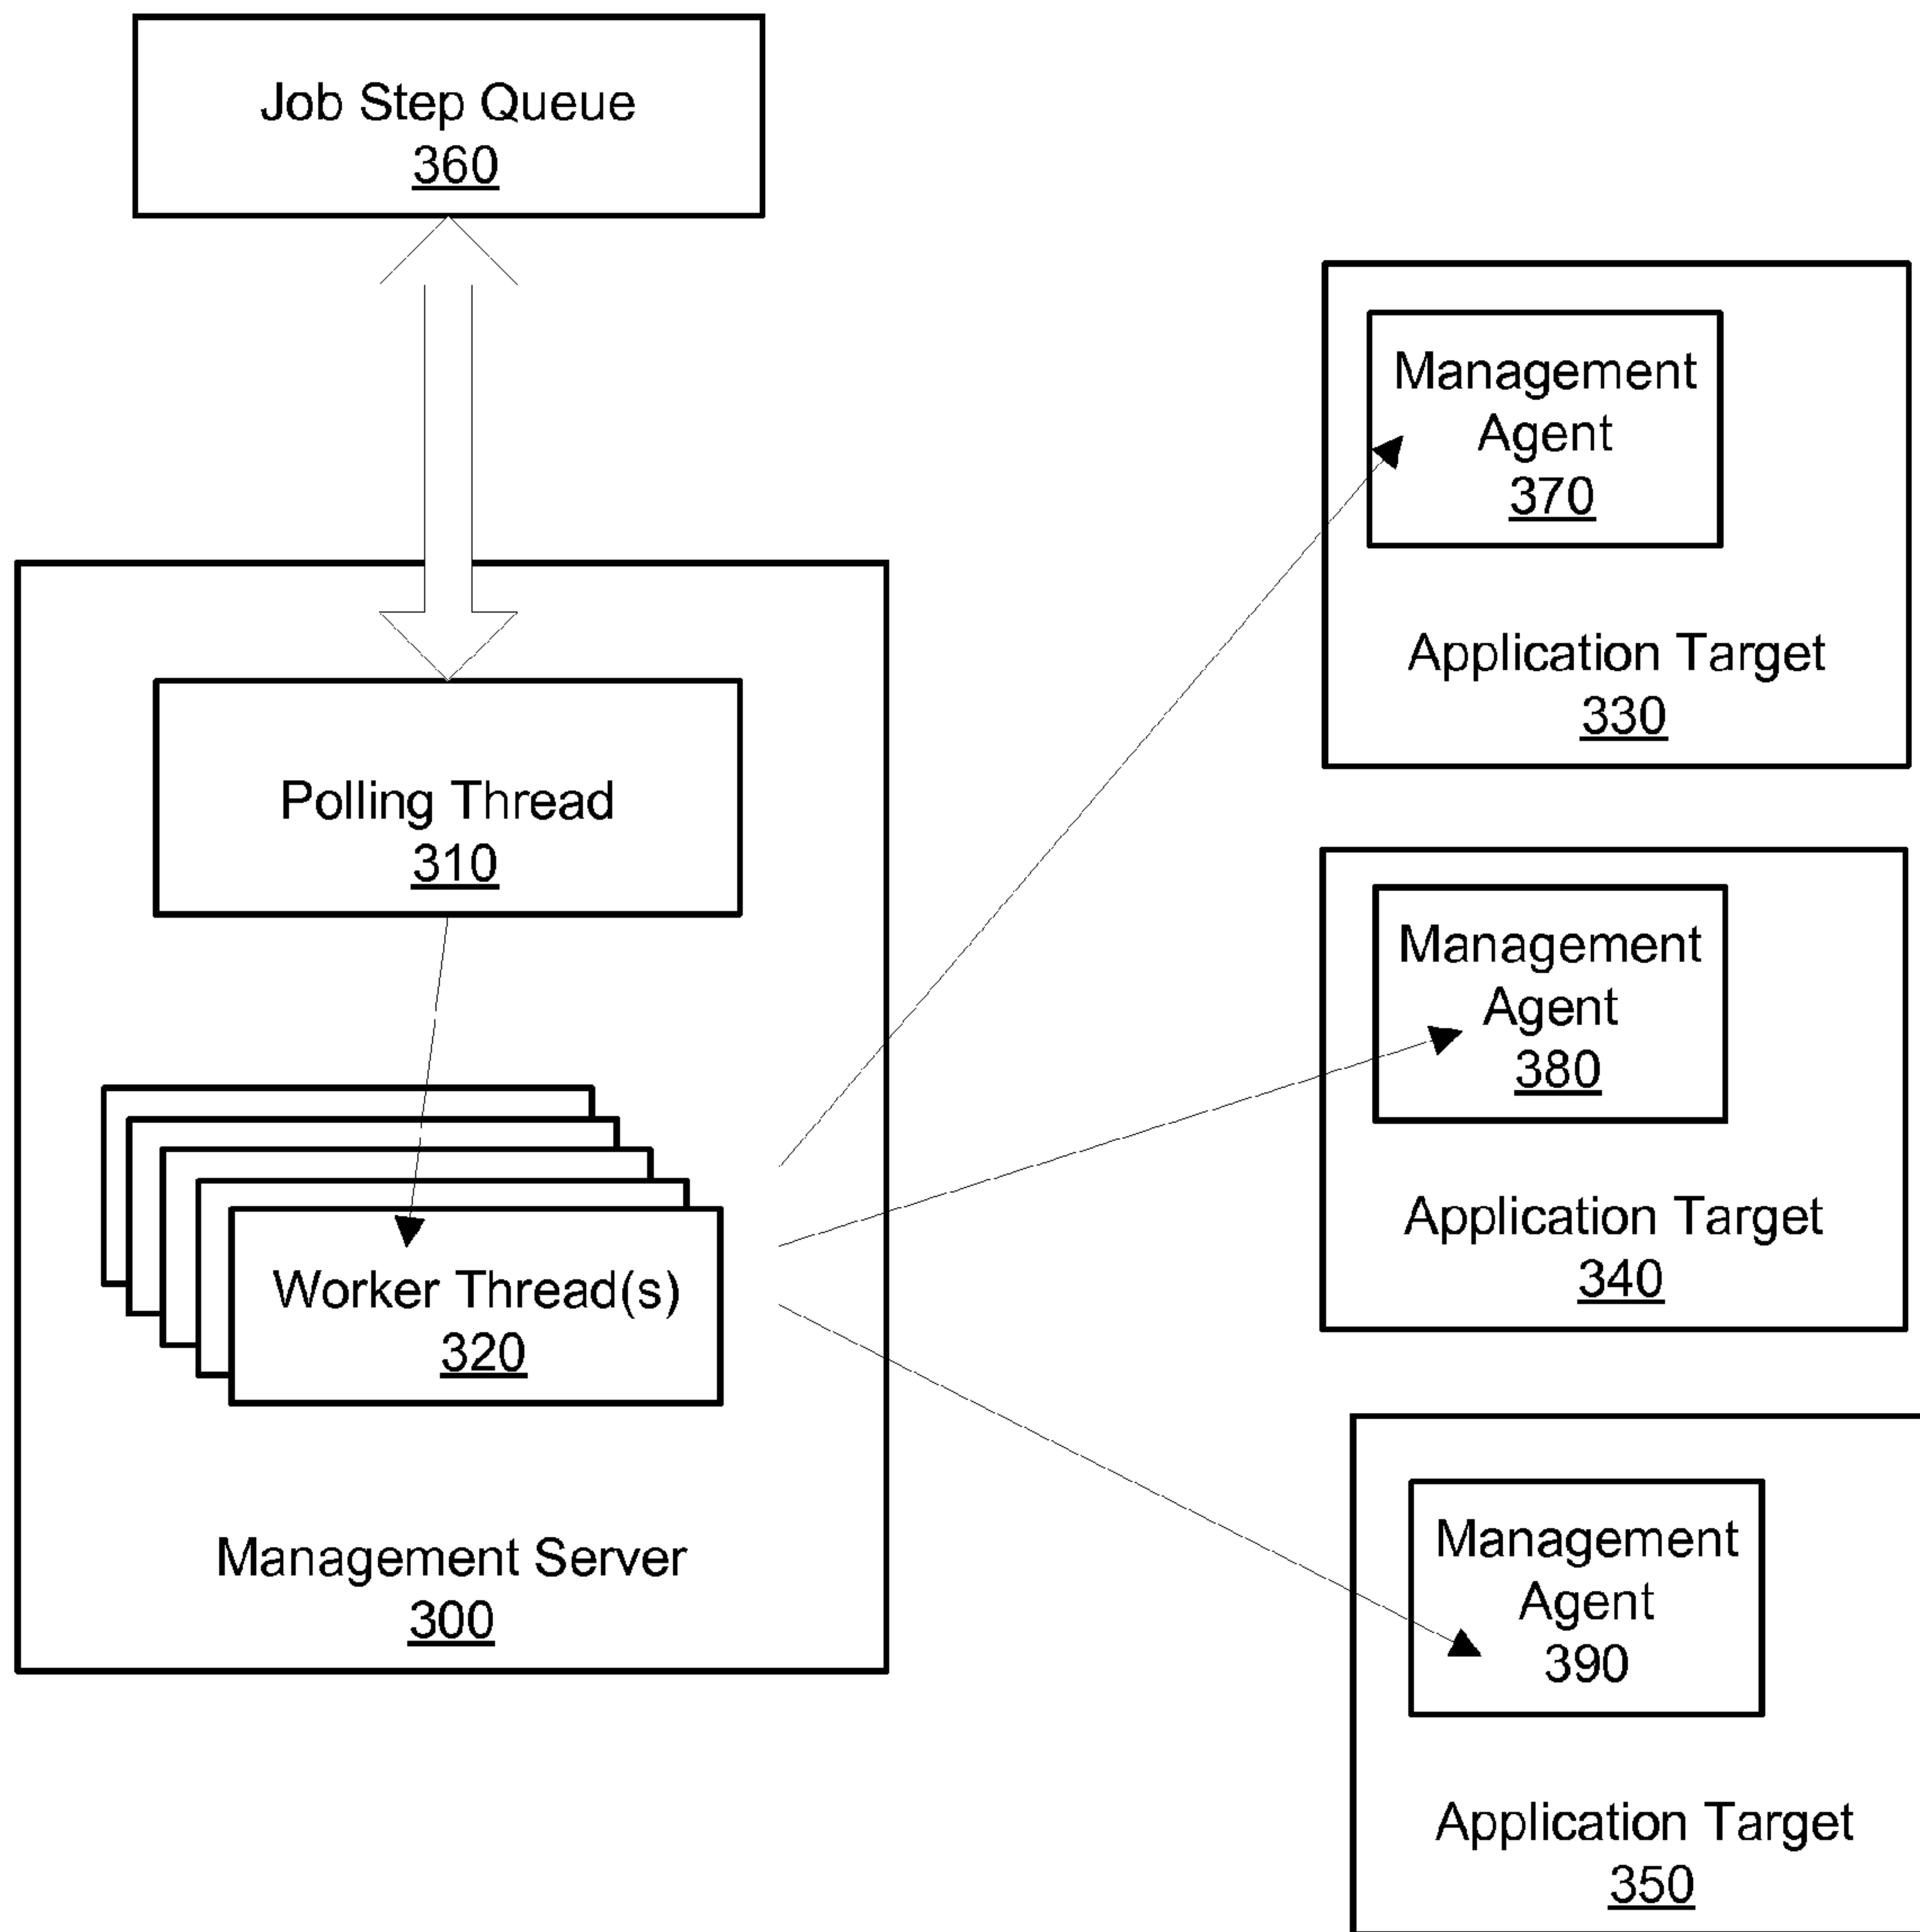 Job Step Queue
360
Polling Thread
310
Worker Thread(s)
320
Management Server
300
Management
Agent
370
Application Target
330
Management
Agent
380
Application Target
340
Management
Agent
390
Application Target
350